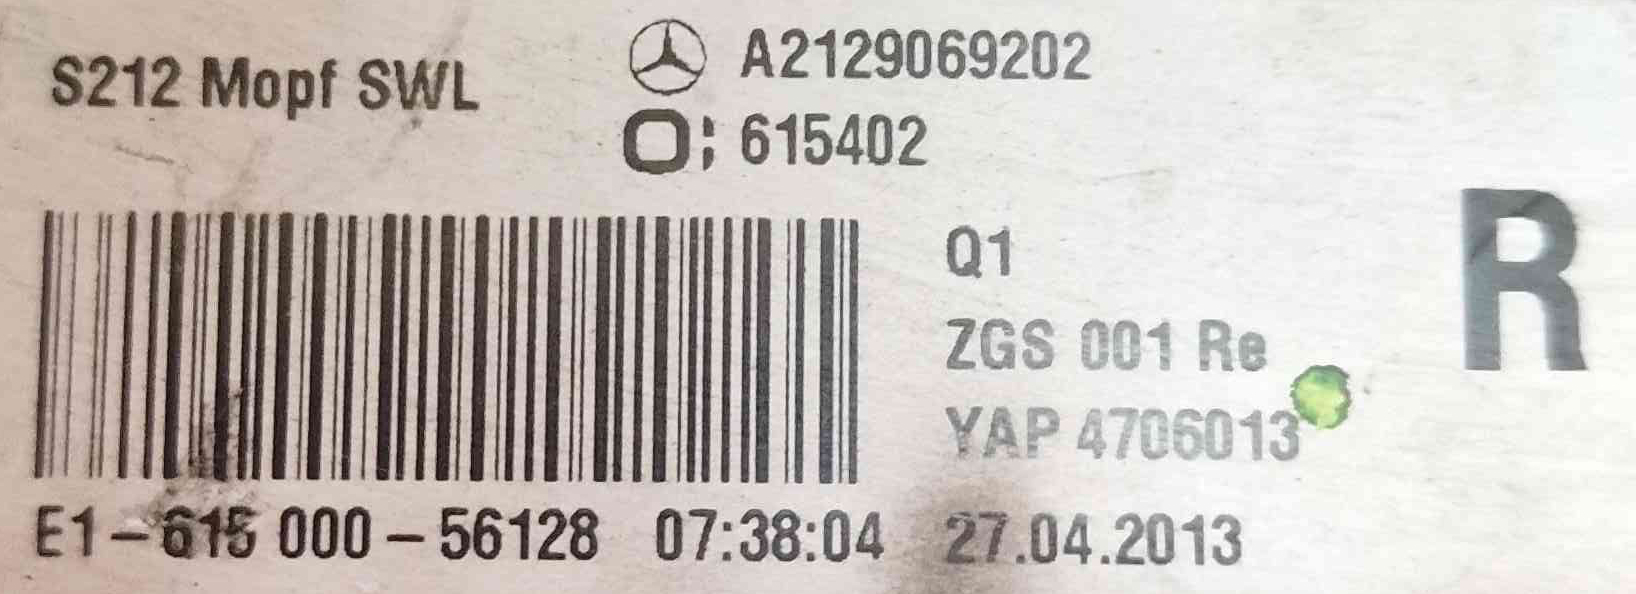 S212 Mopf SWL
A2129069202
O; 615402
Q1
ZGS 001 Re
YAP 4706013
R
E1-615 000-56128 07:38:04 27.04.2013